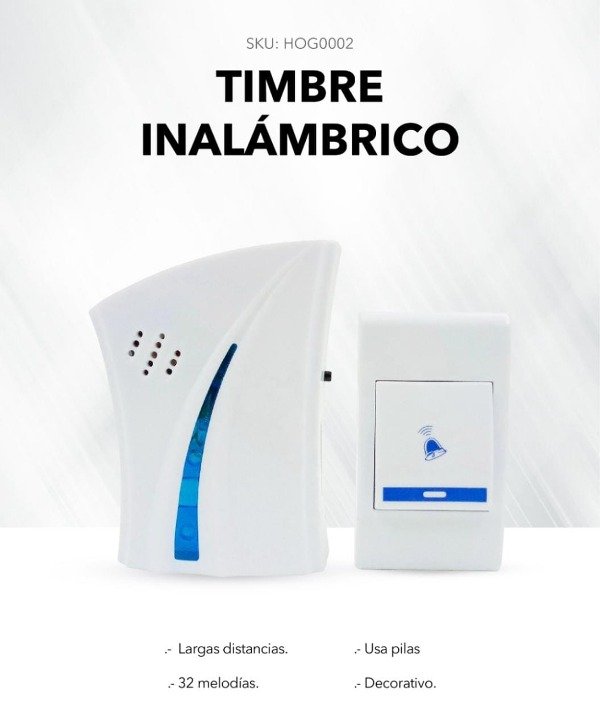 SKU: HOG0002
TIMBRE
INALÁMBRICO
.- Largas distancias.
.- Usa pilas
.- 32 melodías.
.- Decorativo.